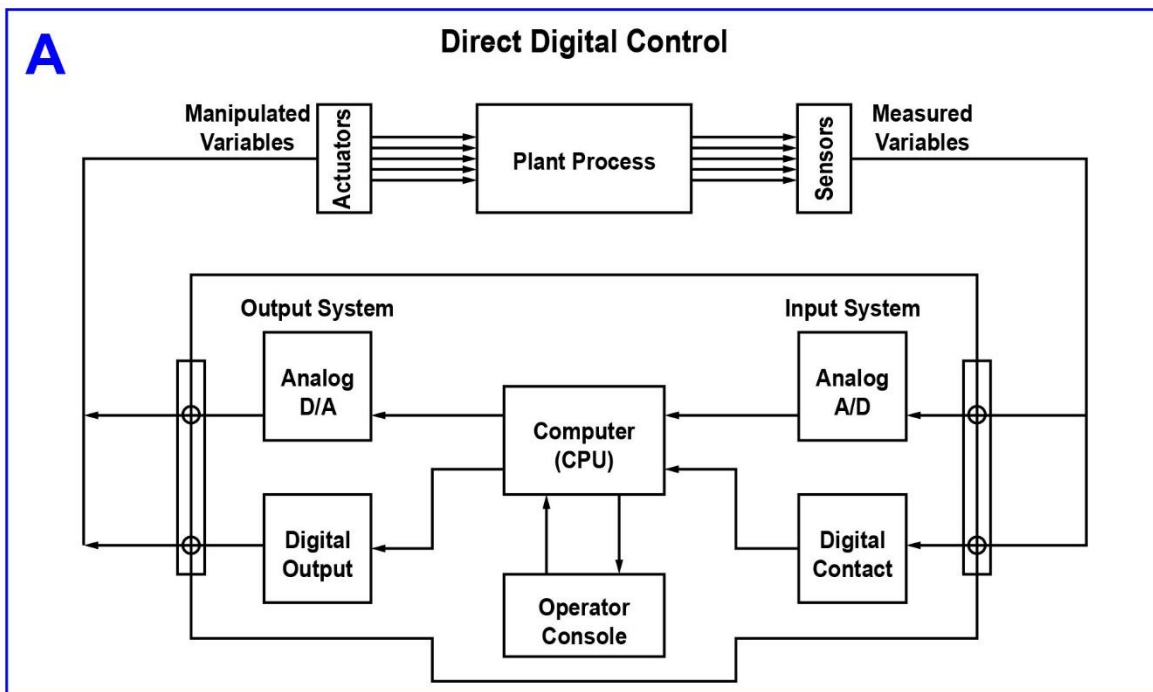 A
Direct Digital Control
Manipulated
Variables
Actuators
Plant Process
Sensors
Measured
Variables
Output System
Input System
Analog
D/A
Computer
(CPU)
Analog
A/D
Digital
Output
Operator
Console
Digital
Contact